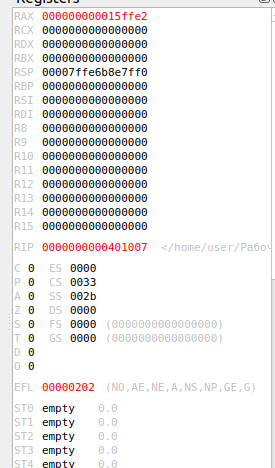 Registers
RAX 000000000015ffe2
RCX 0000000000000000
RDX 0000000000000000
RBX 0000000000000000
RSP 00007ffe6b8e7ff0
RBP 0000000000000000
RSI 0000000000000000
RDI 0000000000000000
R8 0000000000000000
R9 0000000000000000
R10 0000000000000000
R11 0000000000000000
R12 0000000000000000
R13 0000000000000000
R14 0000000000000000
R15 0000000000000000
RIP 0000000000401007 </home/user/Рабоч
C 0 ES 0000
P 0 CS 0033
A 0 SS 002b
Z 0 DS 0000
S 0 FS 0000 (0000000000000000)
T 0 GS 0000 (0000000000000000)
D 0
O 0
EFL 00000202 (NO,AE,NE,A,NS,NP,GE,G)
ST0 empty 0.0
ST1 empty 0.0
ST2 empty 0.0
ST3 empty 0.0
ST4 empty 0.0